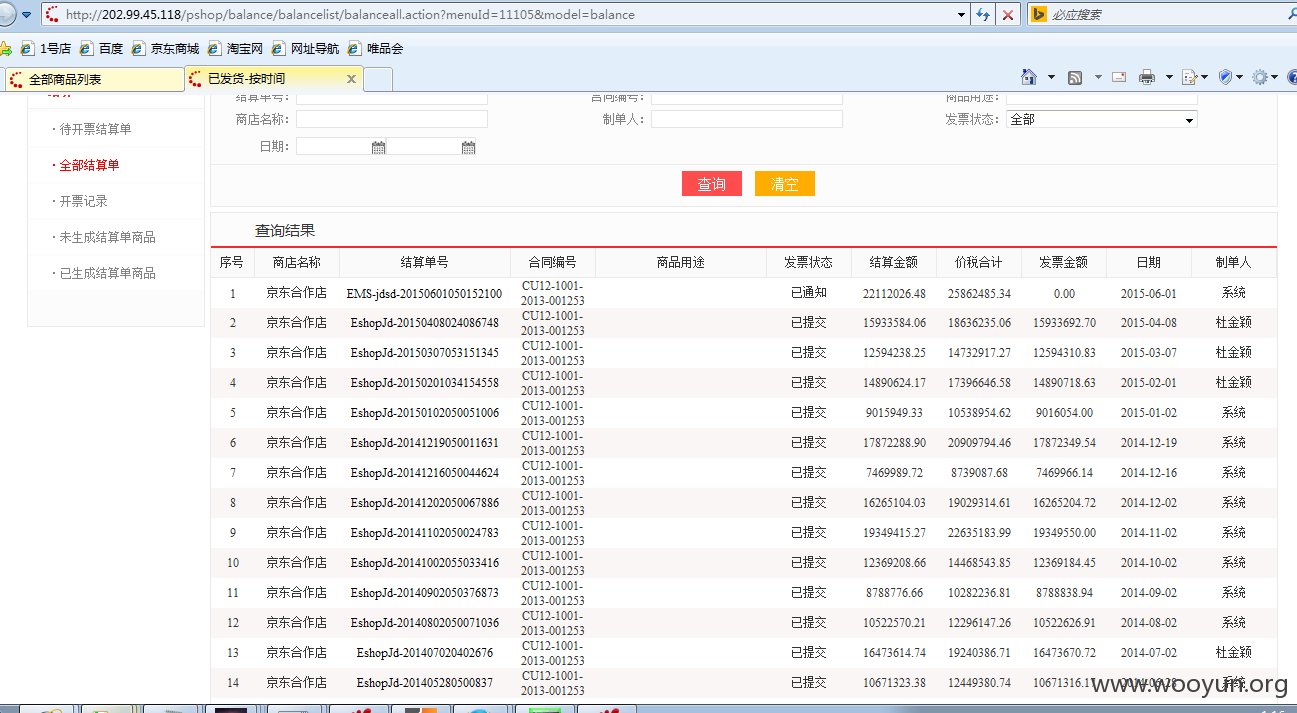 http://202.99.45.118/pshop/balance/balancelist/balanceall.action?menuId=11105&model=balance 必应搜索
1号店 百度 京东商城 淘宝网 网址导航 唯品会
全部商品列表 已发货-按时间
结算单号： 合同编号： 商品用途：
· 待开票结算单 商店名称： 制单人： 发票状态： 全部
日期：
· 全部结算单
查询 清空
· 开票记录
查询结果
· 未生成结算单商品
· 已生成结算单商品
序号 商店名称 结算单号 合同编号 商品用途 发票状态 结算金额 价税合计 发票金额 日期 制单人
1 京东合作店 EMS-jdsd-20150601050152100 CU12-1001-2013-001253 已通知 22112026.48 25862485.34 0.00 2015-06-01 系统
2 京东合作店 EshopJd-20150408024086748 CU12-1001-2013-001253 已提交 15933584.06 18636235.06 15933692.70 2015-04-08 杜金颖
3 京东合作店 EshopJd-20150307053151345 CU12-1001-2013-001253 已提交 12594238.25 14732917.27 12594310.83 2015-03-07 杜金颖
4 京东合作店 EshopJd-20150201034154558 CU12-1001-2013-001253 已提交 14890624.17 17396646.58 14890718.63 2015-02-01 杜金颖
5 京东合作店 EshopJd-20150102050051006 CU12-1001-2013-001253 已提交 9015949.33 10538954.62 9016054.00 2015-01-02 系统
6 京东合作店 EshopJd-20141219050011631 CU12-1001-2013-001253 已提交 17872288.90 20909794.46 17872349.54 2014-12-19 系统
7 京东合作店 EshopJd-20141216050044624 CU12-1001-2013-001253 已提交 7469989.72 8739087.68 7469966.14 2014-12-16 系统
8 京东合作店 EshopJd-20141202050067886 CU12-1001-2013-001253 已提交 16265104.03 19029314.61 16265204.72 2014-12-02 系统
9 京东合作店 EshopJd-20141102050024783 CU12-1001-2013-001253 已提交 19349415.27 22635183.99 19349550.00 2014-11-02 系统
10 京东合作店 EshopJd-20141002055033416 CU12-1001-2013-001253 已提交 12369208.66 14468543.85 12369184.45 2014-10-02 系统
11 京东合作店 EshopJd-20140902050376873 CU12-1001-2013-001253 已提交 8788776.66 10282236.81 8788838.94 2014-09-02 系统
12 京东合作店 EshopJd-20140802050071036 CU12-1001-2013-001253 已提交 10522570.21 12296147.26 10522626.91 2014-08-02 系统
13 京东合作店 EshopJd-201407020402676 CU12-1001-2013-001253 已提交 16473614.74 19240386.71 16473670.72 2014-07-02 杜金颖
14 京东合作店 EshopJd-201405280500837 CU12-1001-2013-001253 已提交 10671323.38 12449380.74 系统
www.wooyun.org